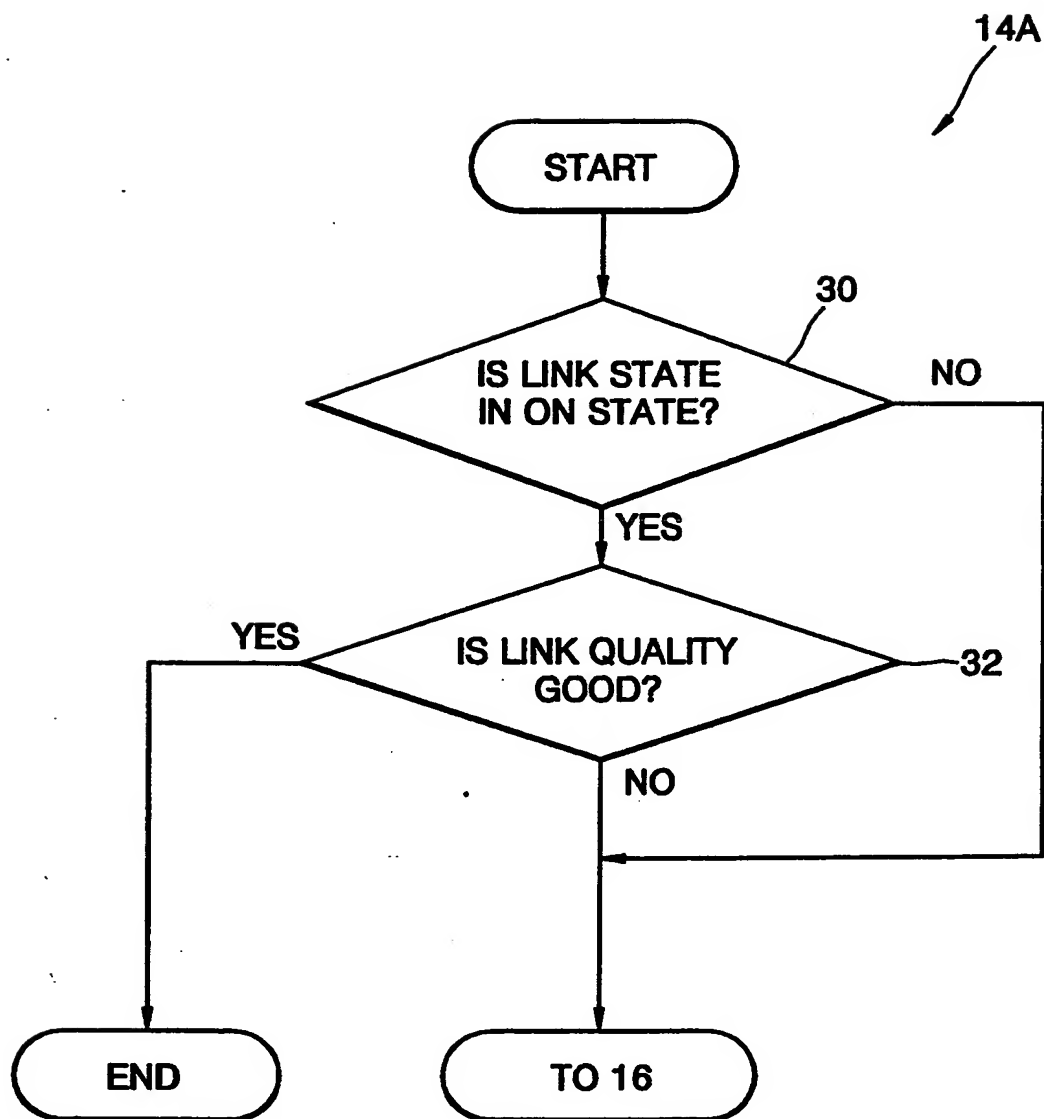 14A
START
30
IS LINK STATE
IN ON STATE?
NO
YES
YES
IS LINK QUALITY
GOOD?
32
NO
END
TO 16